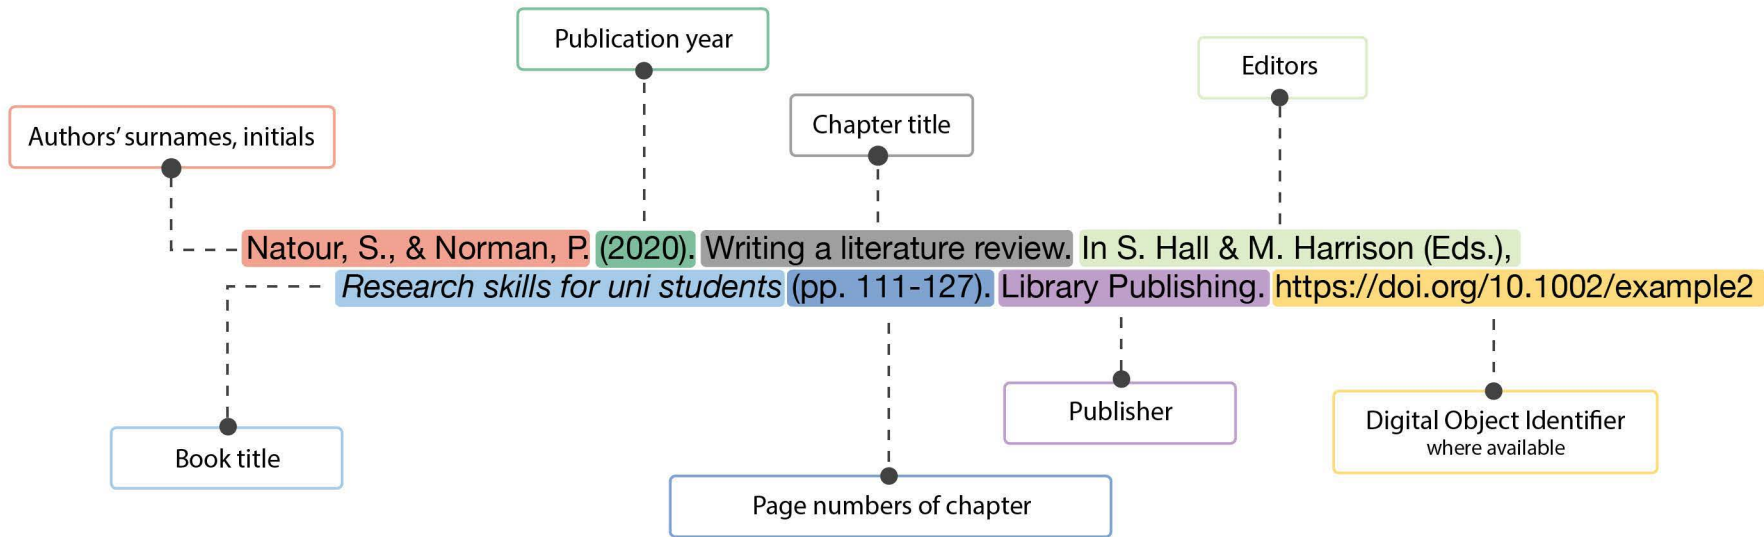 Publication year
Editors
Authors’ surnames, initials
Chapter title
Natour, S., & Norman, P. (2020). Writing a literature review. In S. Hall & M. Harrison (Eds.),
Research skills for uni students (pp. 111-127). Library Publishing. https://doi.org/10.1002/example2
Publisher
Digital Object Identifier
where available
Book title
Page numbers of chapter